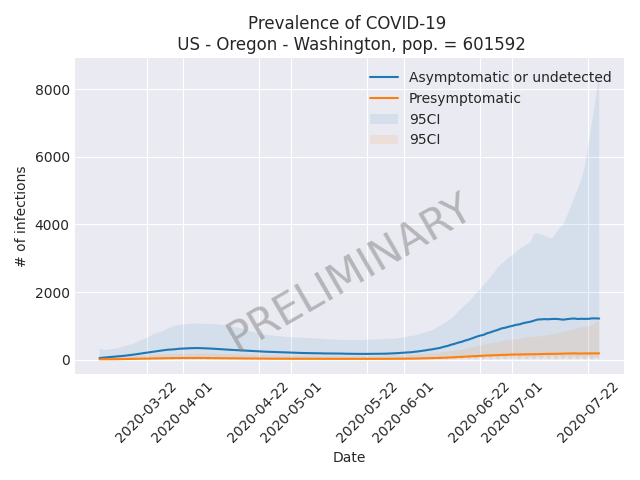 Prevalence of COVID-19
US - Oregon - Washington, pop. = 601592
Asymptomatic or undetected
Presymptomatic
95CI
95CI
8000
6000
4000
2000
0
# of infections
PRELIMINARY
2020-03-22
2020-04-01
2020-04-22
2020-05-01
2020-05-22
2020-06-01
2020-06-22
2020-07-01
2020-07-22
Date